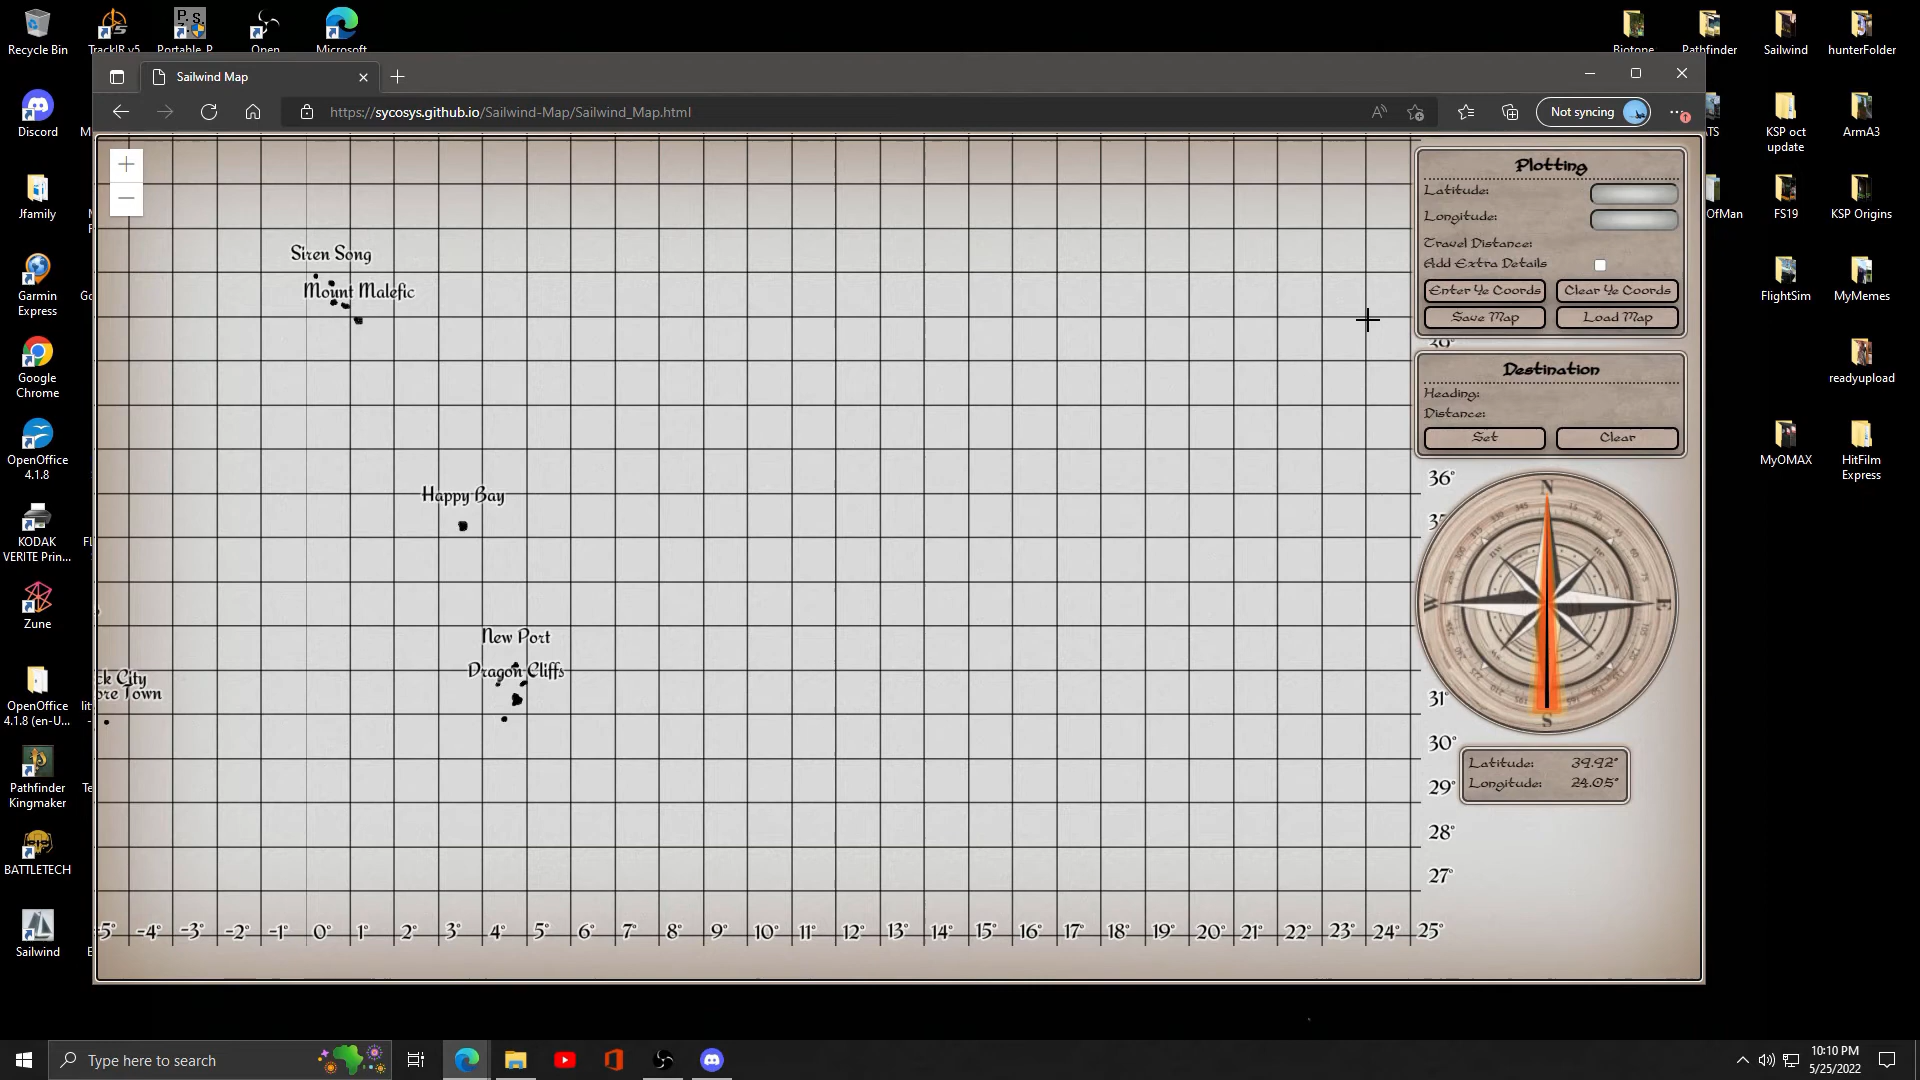 Recycle Bin
TrackIR v5
Portable P
Open
Microsoft
Biotone
Pathfinder
Sailwind
hunterFolder
Sailwind Map
https://sycosys.github.io/Sailwind-Map/Sailwind_Map.html
Not syncing
Discord
ATS
KSP oct
update
ArmA3
Siren Song
Mount Malefic
Happy Bay
New Port
Dragon Cliffs
ck City
ore Town
Plotting
Latitude:
Longitude:
Travel Distance:
Add Extra Details
Enter Ye Coords
Clear Ye Coords
Save Map
Load Map
39°
Destination
Heading:
Distance:
Set
Clear
36°
N
W
E
S
31°
30°
Latitude: 39.92°
Longitude: 24.05°
29°
28°
27°
-5° -4° -3° -2° -1° 0° 1° 2° 3° 4° 5° 6° 7° 8° 9° 10° 11° 12° 13° 14° 15° 16° 17° 18° 19° 20° 21° 22° 23° 24° 25°
Jfamily
OfMan
FS19
KSP Origins
Garmin
Express
FlightSim
MyMemes
Google
Chrome
readyupload
OpenOffice
4.1.8
MyOMAX
HitFilm
Express
KODAK
VERITE Prin...
Zune
OpenOffice
4.1.8 (en-U...
Pathfinder
Kingmaker
BATTLETECH
Sailwind
Type here to search
10:10 PM
5/25/2022